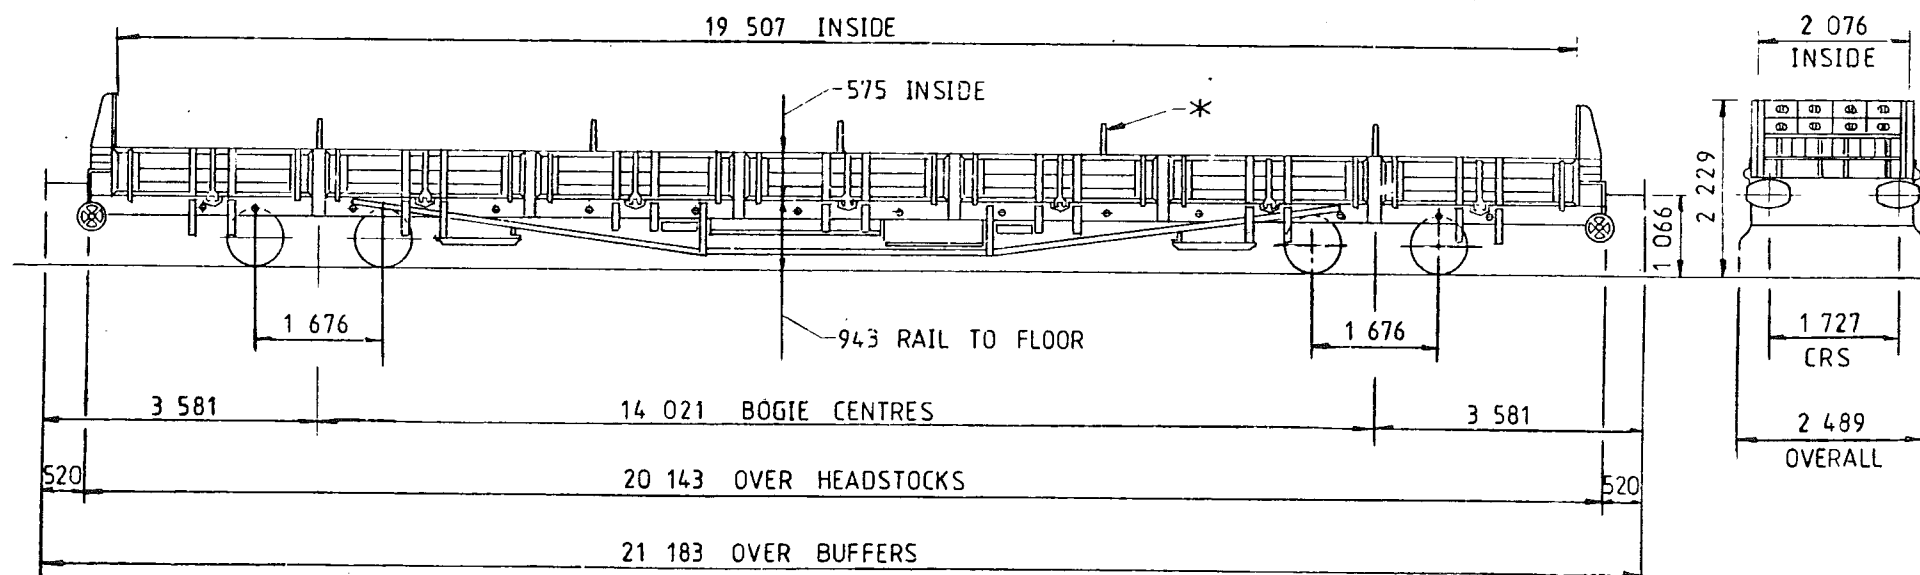 19 507 INSIDE
2 076
INSIDE
575 INSIDE
*
2 229
1 066
1 676
943 RAIL TO FLOOR
1 676
1 727
CRS
3 581
14 021 BOGIE CENTRES
3 581
2 489
OVERALL
520
20 143 OVER HEADSTOCKS
520
21 183 OVER BUFFERS